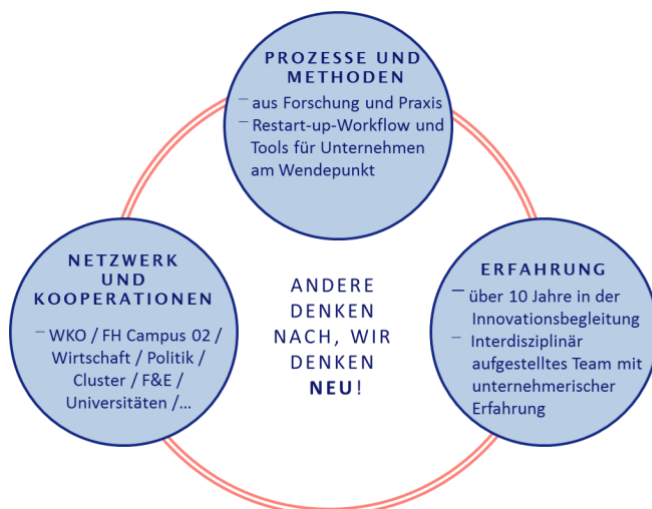 PROZESSE UND
METHODEN
– aus Forschung und Praxis
– Restart-up-Workflow und
Tools für Unternehmen
am Wendepunkt
NETZWERK
UND
KOOPERATIONEN
– WKO / FH Campus 02 /
Wirtschaft / Politik /
Cluster / F&E /
Universitäten /...
ANDERE
DENKEN
NACH, WIR
DENKEN
NEU!
ERFAHRUNG
– über 10 Jahre in der
Innovationsbegleitung
– Interdisziplinär
aufgestelltes Team mit
unternehmerischer
Erfahrung